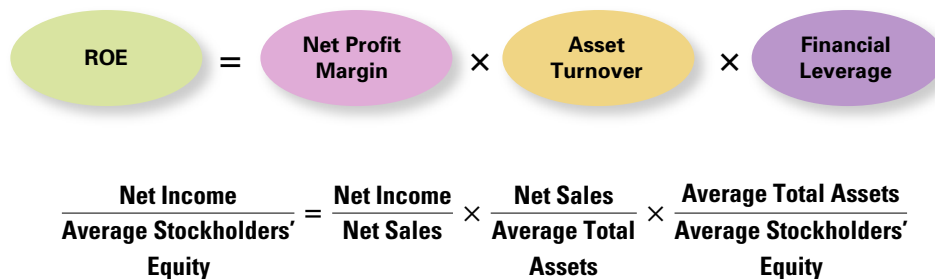 ROE
=
Net Profit
Margin
×
Asset
Turnover
×
Financial
Leverage
Net Income
Average Stockholders’
Equity
=
Net Income
Net Sales
×
Net Sales
Average Total
Assets
×
Average Total Assets
Average Stockholders’
Equity